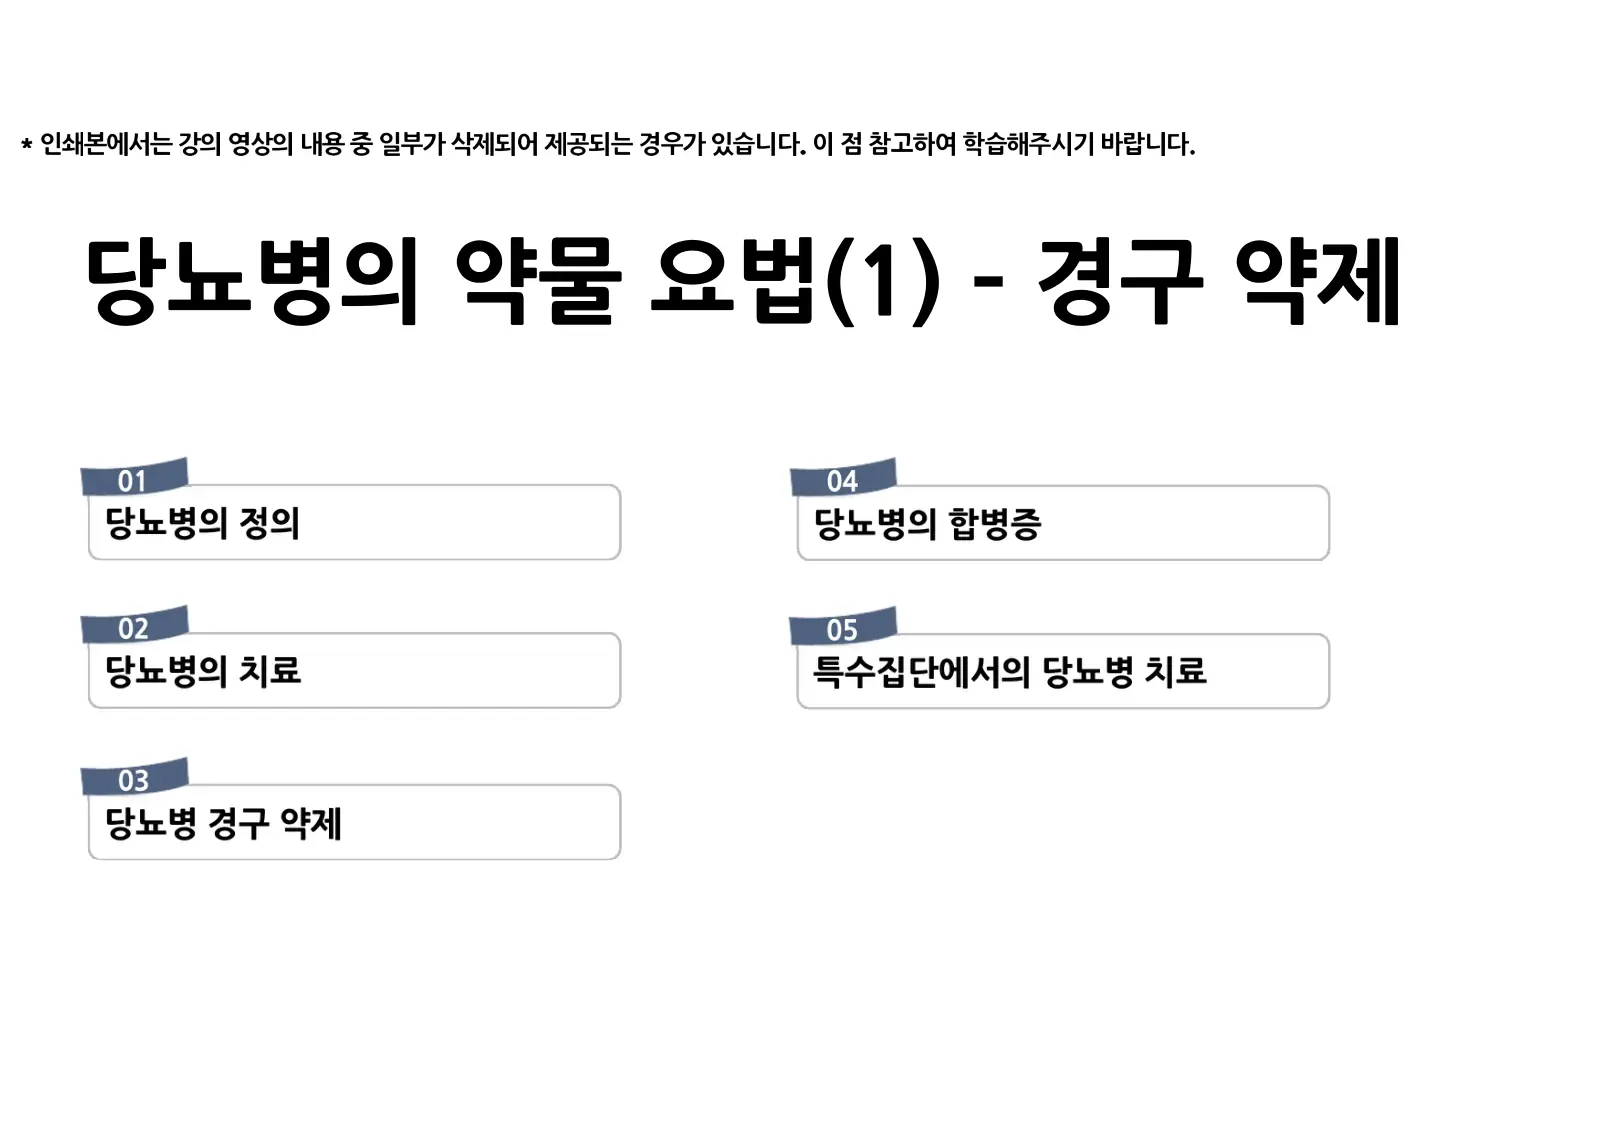 * 인쇄본에서는 강의 영상의 내용 중 일부가 삭제되어 제공되는 경우가 있습니다. 이 점 참고하여 학습해주시기 바랍니다.
당뇨병의 약물 요법(1) - 경구 약제
01
당뇨병의 정의
02
당뇨병의 치료
03
당뇨병 경구 약제
04
당뇨병의 합병증
05
특수집단에서의 당뇨병 치료